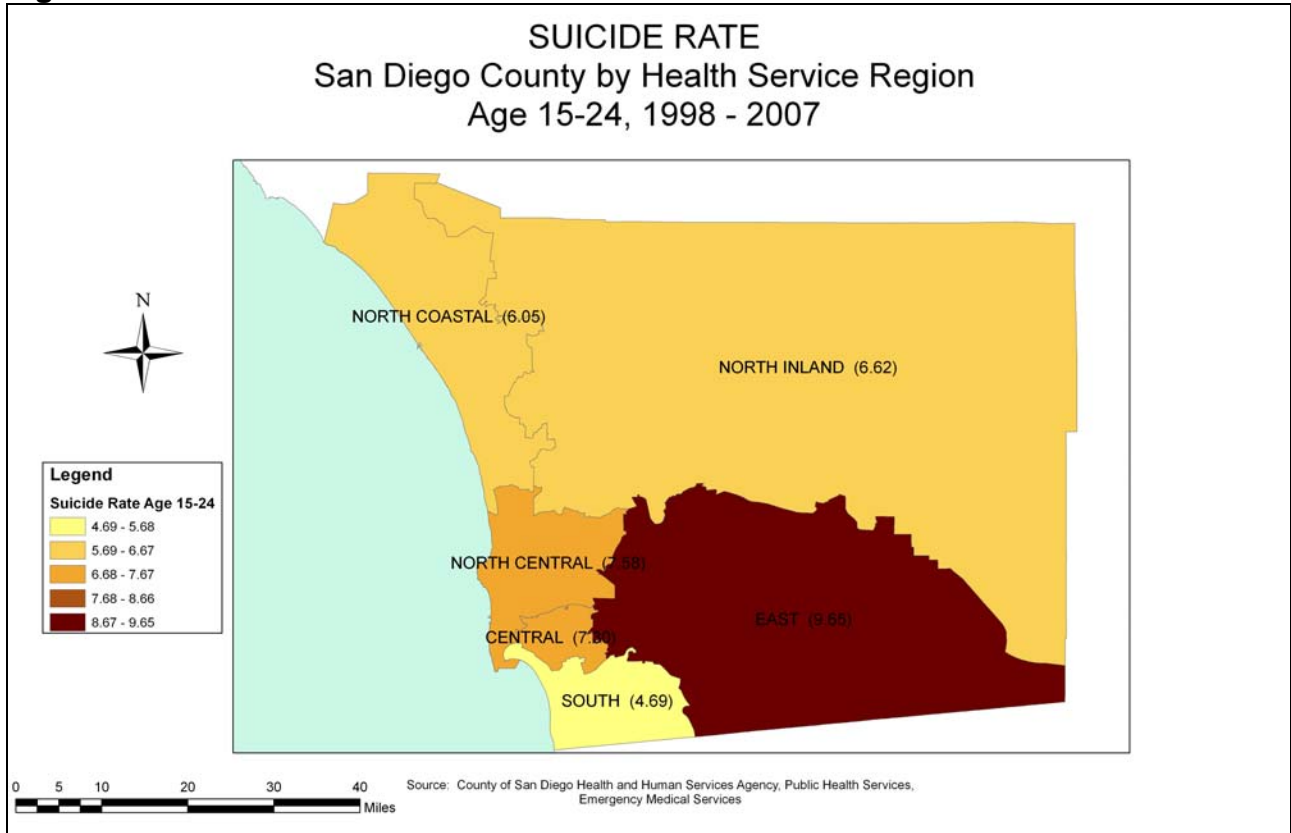 SUICIDE RATE
San Diego County by Health Service Region
Age 15-24, 1998 - 2007
N
NORTH COASTAL (6.05)
NORTH INLAND (6.62)
Legend
Suicide Rate Age 15-24
4.69 - 5.68
5.69 - 6.67
6.68 - 7.67
7.68 - 8.66
8.67 - 9.65
NORTH CENTRAL (7.58)
EAST (9.65)
CENTRAL
SOUTH (4.69)
0 5 10 20 30 40
Miles
Source: County of San Diego Health and Human Services Agency, Public Health Services,
Emergency Medical Services